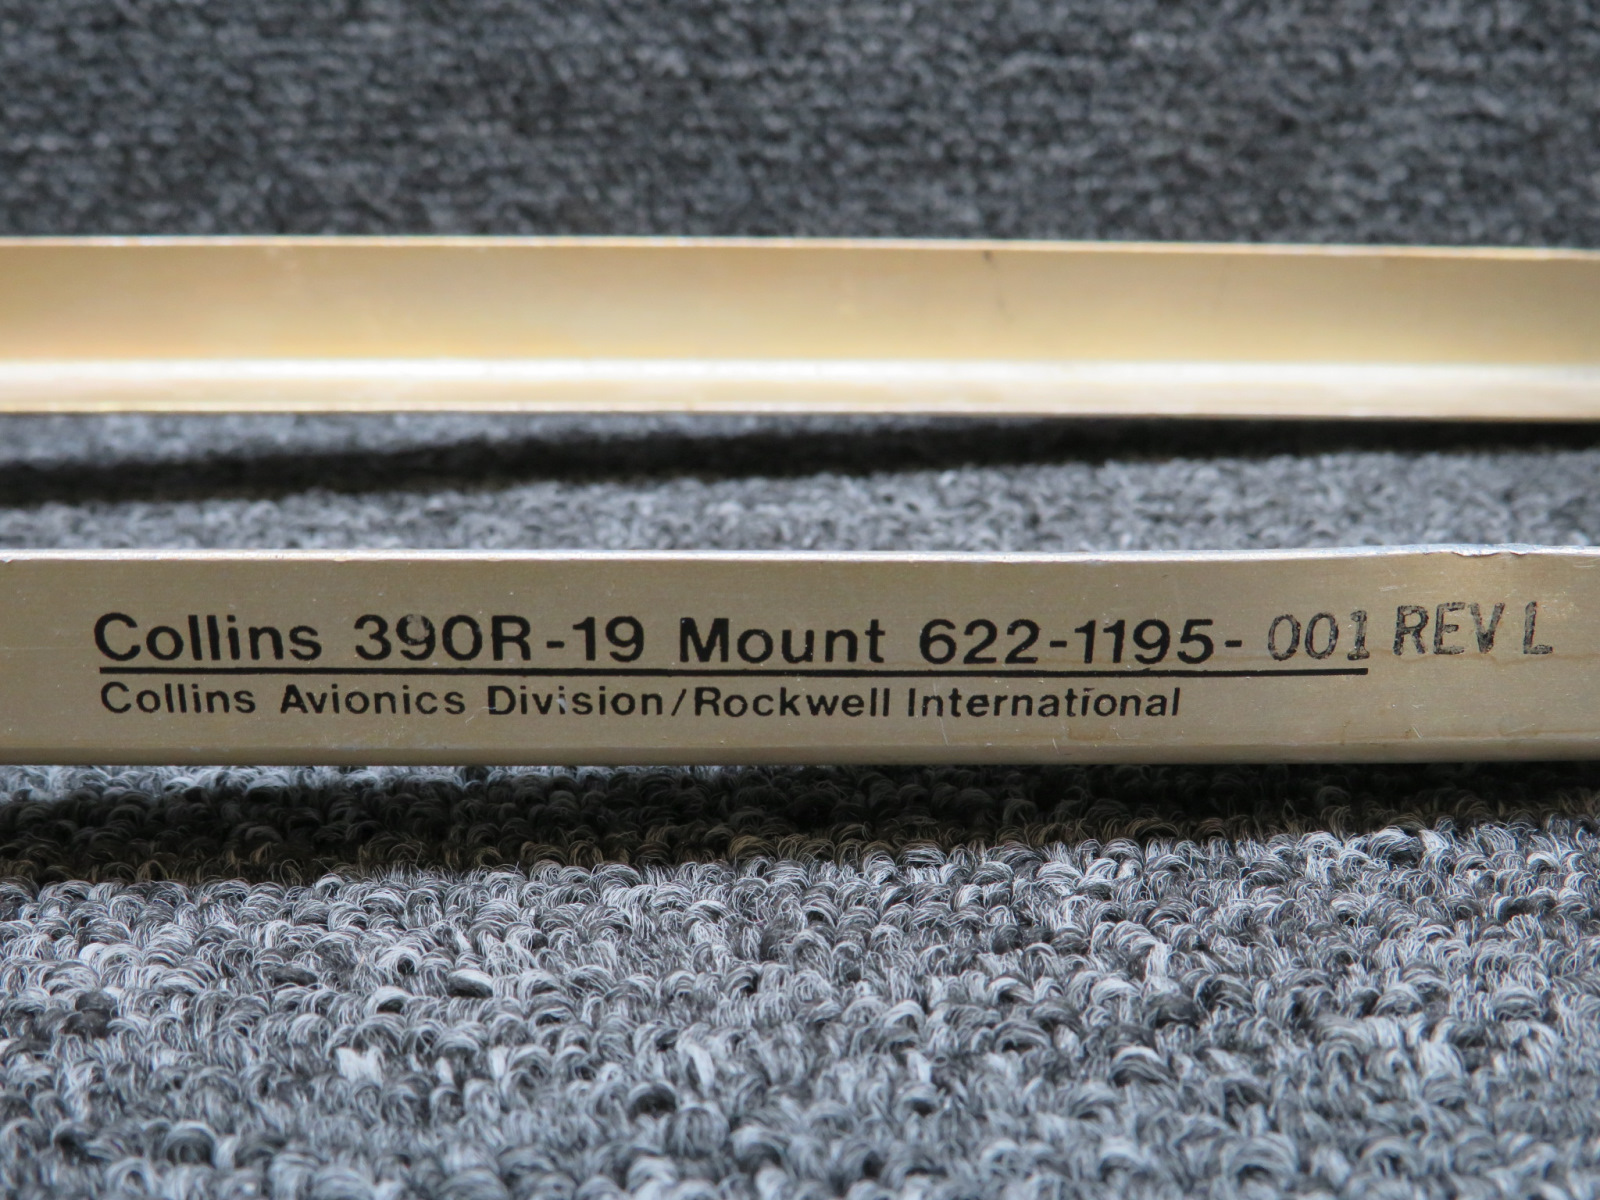 Collins 390R-19 Mount 622-1195- 001 REV L
Collins Avionics Division/Rockwell International